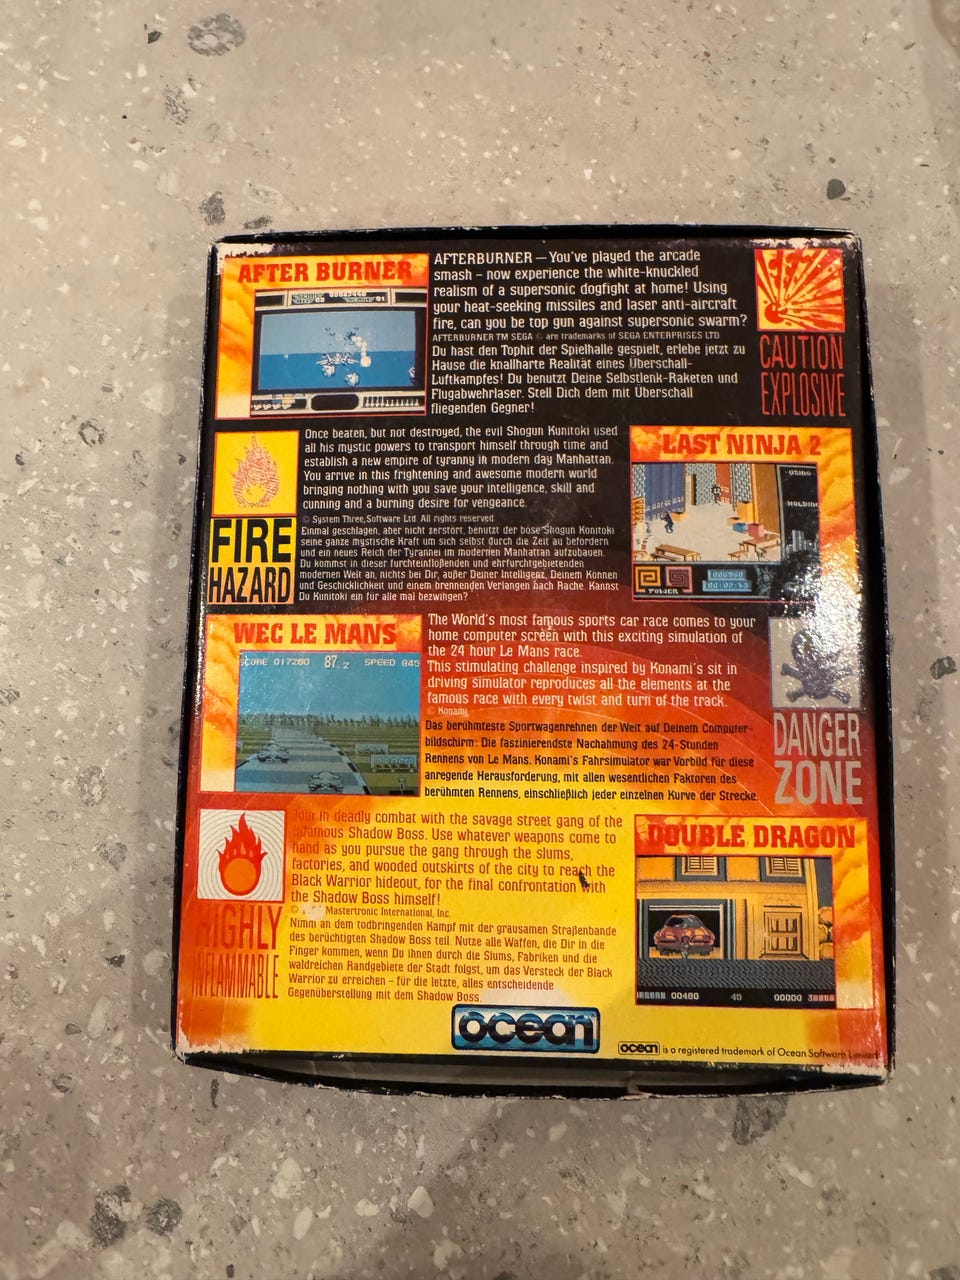 AFTER BURNER
AFTERBURNER — You've played the arcade
smash – now experience the white-knuckled
realism of a supersonic dogfight at home! Using
your heat-seeking missiles and laser anti-aircraft
fire, can you be top gun against supersonic swarm?
AFTERBURNER TM SEGA © are trademarks of SEGA ENTERPRISES LTD
Du hast den Tophit der Spielhalle gespielt, erlebe jetzt zu
Hause die knallharte Realität eines Überschall-
Luftkampfes! Du benutzt Deine Selbstlenk-Raketen und
Flugabwehrlaser. Stell Dich dem mit Überschall
fliegenden Gegner!
CAUTION
EXPLOSIVE
FIRE
HAZARD
Once beaten, but not destroyed, the evil Shogun Kunitoki used
all his mystic powers to transport himself through time and
establish a new empire of tyranny in modern day Manhattan.
You arrive in this frightening and awesome modern world
bringing nothing with you save your intelligence, skill and
cunning and a burning desire for vengeance.
© System Three Software Ltd. All rights reserved
Einmal geschlagen, aber nicht zerstört, benutzt der böse Shogun Kunitoki
seine ganze mystische Kraft um sich selbst durch die Zeit zu befördern
und ein neues Reich der Tyrannei im modernen Manhattan aufzubauen.
Du kommst in dieser furchteinflößenden und ehrfurchtgebietenden
modernen Welt an, nichts bei Dir, außer Deiner Intelligenz, Deinem Können
und Geschicklichkeit und einem brennenden Verlangen nach Rache. Kannst
Du Kunitoki ein für alle mal bezwingen?
LAST NINJA 2
USING
HOLDING
POWER
WEC LE MANS
SCORE 017280 87.2 SPEED 045
The World's most famous sports car race comes to your
home computer screen with this exciting simulation of
the 24 hour Le Mans race.
This stimulating challenge inspired by Konami's sit in
driving simulator reproduces all the elements at the
famous race with every twist and turn of the track.
© Konami
Das berühmteste Sportwagenrehnen der Welt auf Deinem Computer-
bildschirm: Die faszinierendste Nachahmung des 24-Stunden
Rennens von Le Mans. Konami's Fahrsimulator war Vorbild für diese
anregende Herausforderung, mit allen wesentlichen Faktoren des
berühmten Rennens, einschließlich jeder einzelnen Kurve der Strecke.
DANGER
ZONE
HIGHLY
INFLAMMABLE
Join in deadly combat with the savage street gang of the
infamous Shadow Boss. Use whatever weapons come to
hand as you pursue the gang through the slums,
factories, and wooded outskirts of the city to reach the
Black Warrior hideout, for the final confrontation with
the Shadow Boss himself!
© Mastertronic International, Inc.
Nimm an dem todbringenden Kampf mit der grausamen Straßenbande
des berüchtigten Shadow Boss teil. Nutze alle Waffen, die Dir in die
Finger kommen, wenn Du ihnen durch die Slums, Fabriken und die
waldreichen Randgebiete der Stadt folgst, um das Versteck der Black
Warrior zu erreichen – für die letzte, alles entscheidende
Gegenüberstellung mit dem Shadow Boss.
DOUBLE DRAGON
00460 45 00000
ocean
ocean is a registered trademark of Ocean Software Limited